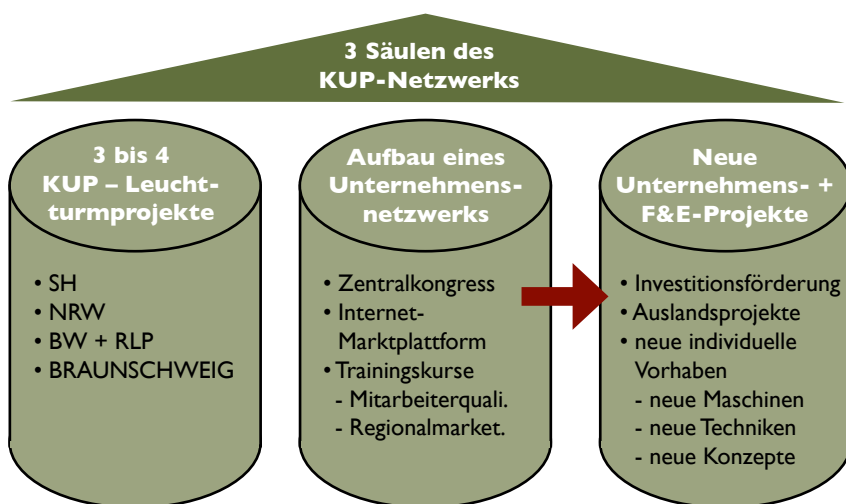 3 Säulen des
KUP-Netzwerks
3 bis 4
KUP – Leucht-
turmprojekte
• SH
• NRW
• BW + RLP
• BRAUNSCHWEIG
Aufbau eines
Unternehmens-
netzwerks
• Zentralkongress
• Internet-
Marktplattform
• Trainingskurse
- Mitarbeiterquali.
- Regionalmarket.
Neue
Unternehmens- +
F&E-Projekte
• Investitionsförderung
• Auslandsprojekte
• neue individuelle
Vorhaben
- neue Maschinen
- neue Techniken
- neue Konzepte